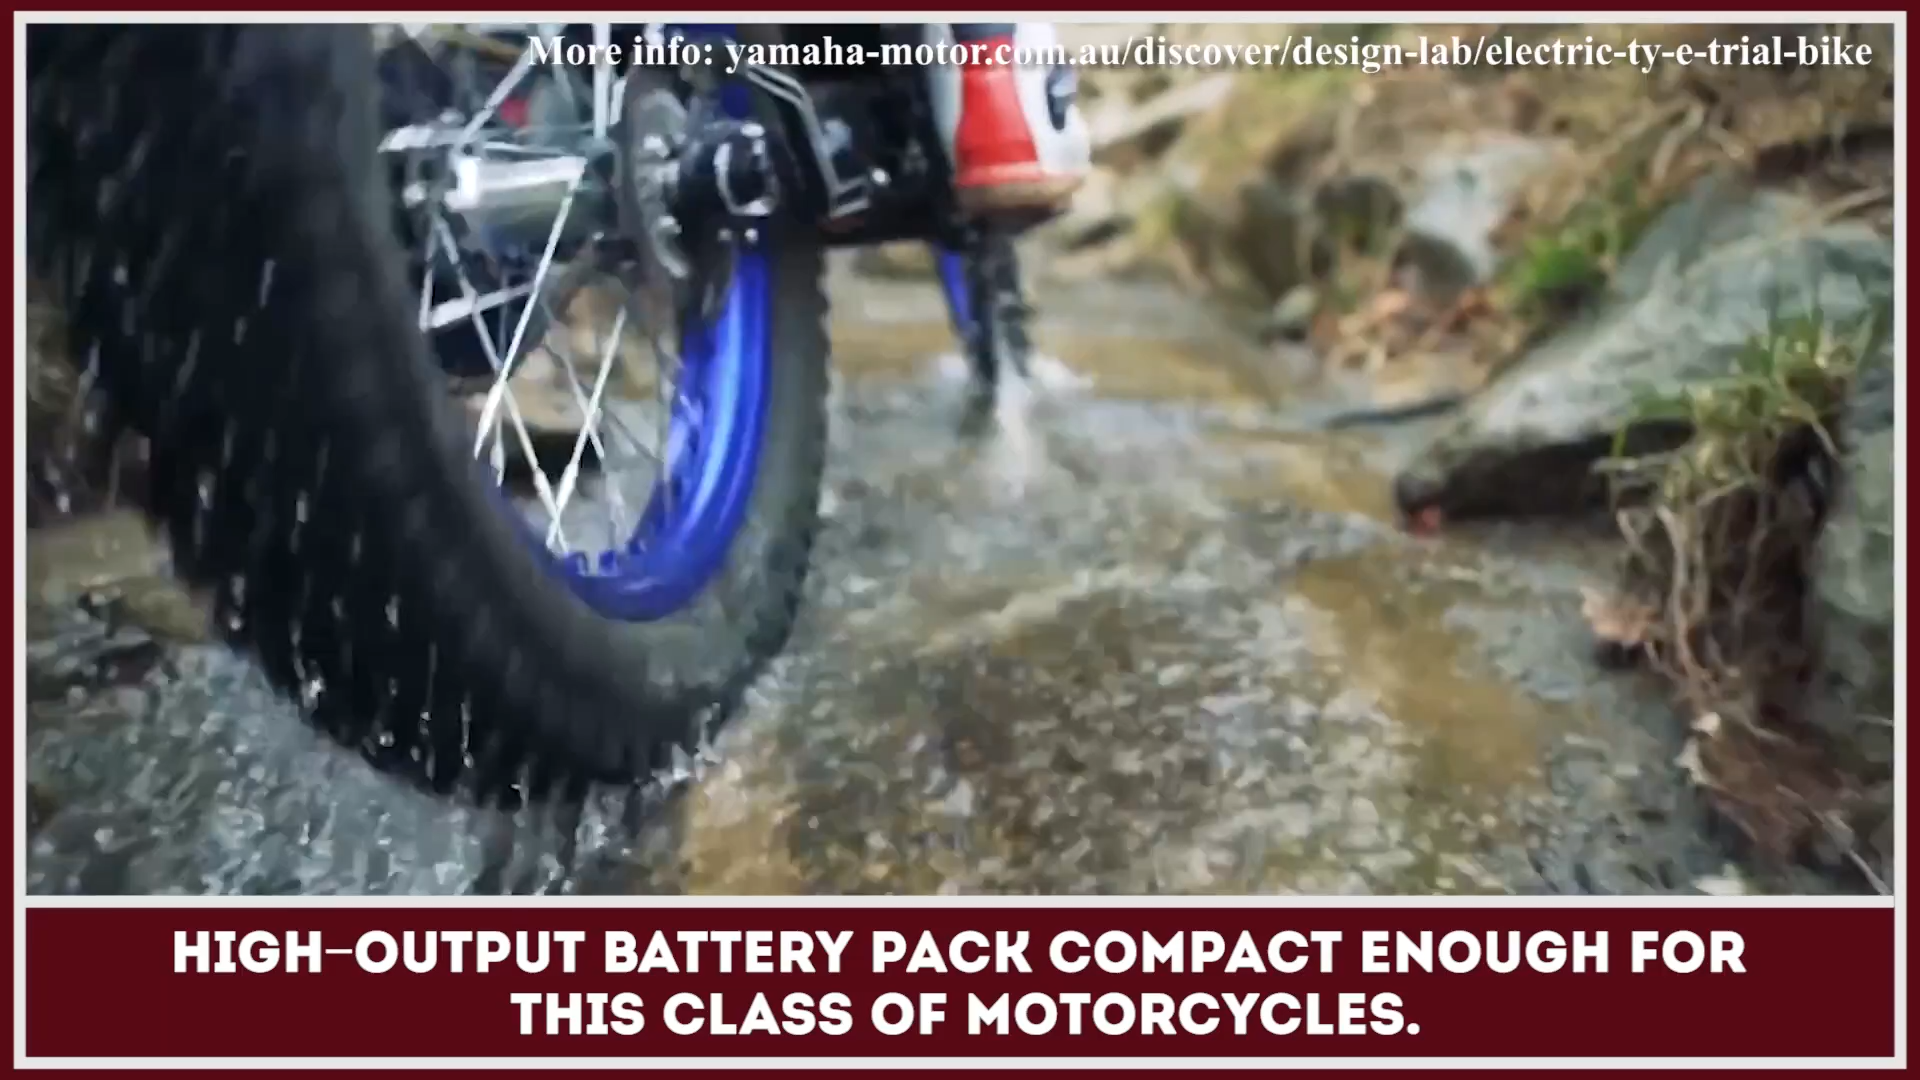 More info: yamaha-motor.com.au/discover/design-lab/electric-ty-e-trial-bike
HIGH-OUTPUT BATTERY PACK COMPACT ENOUGH FOR
THIS CLASS OF MOTORCYCLES.